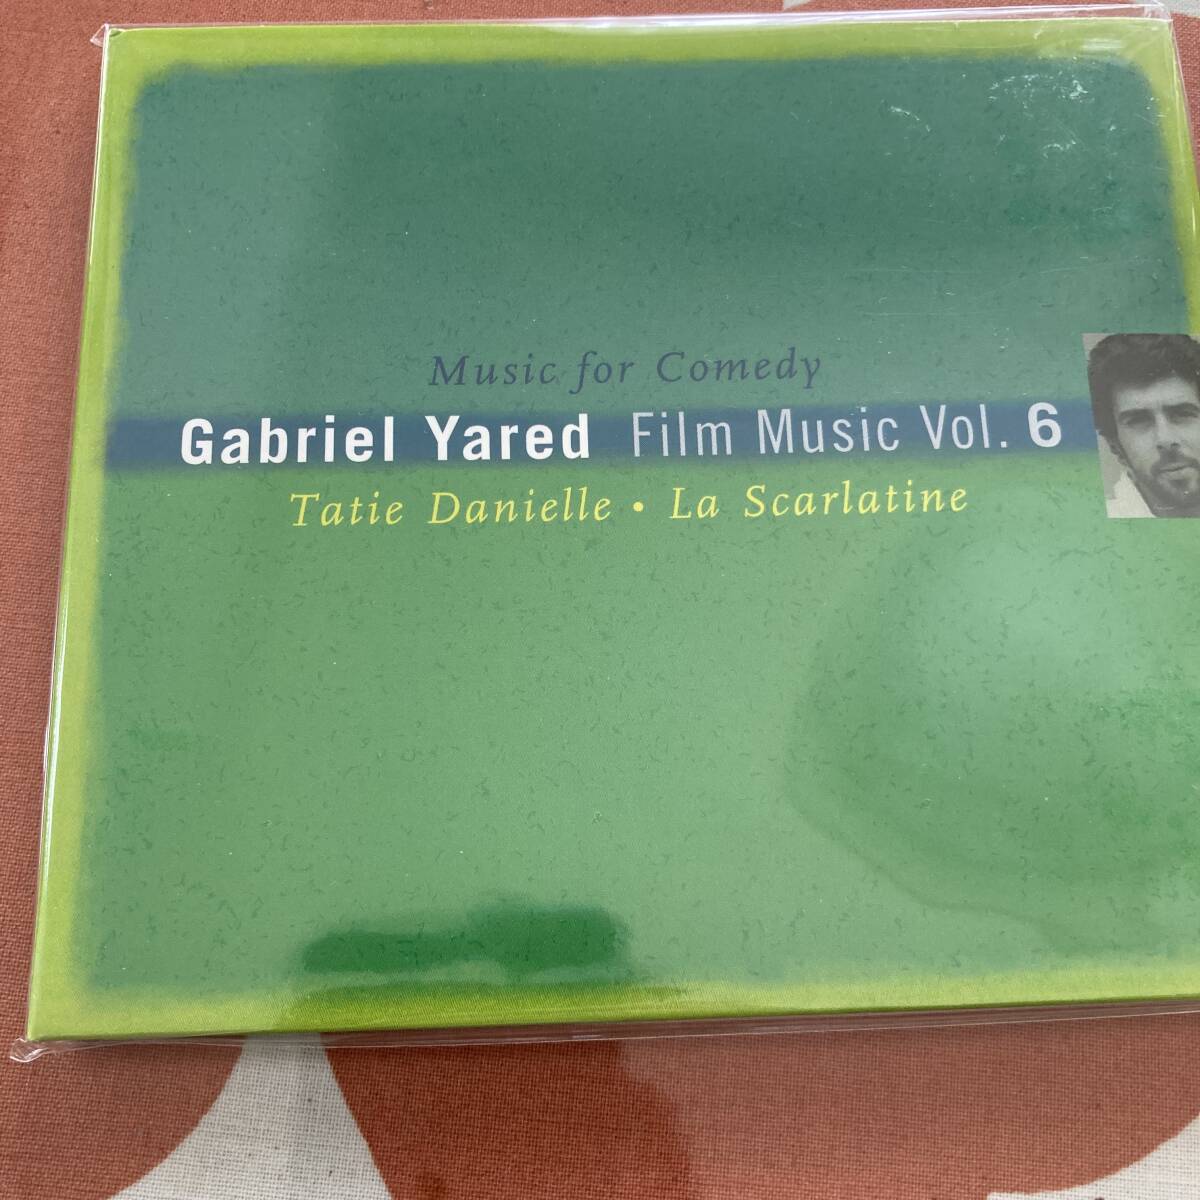 Music for Comedy
Gabriel Yared Film Music Vol. 6
Tatie Danielle • La Scarlatine